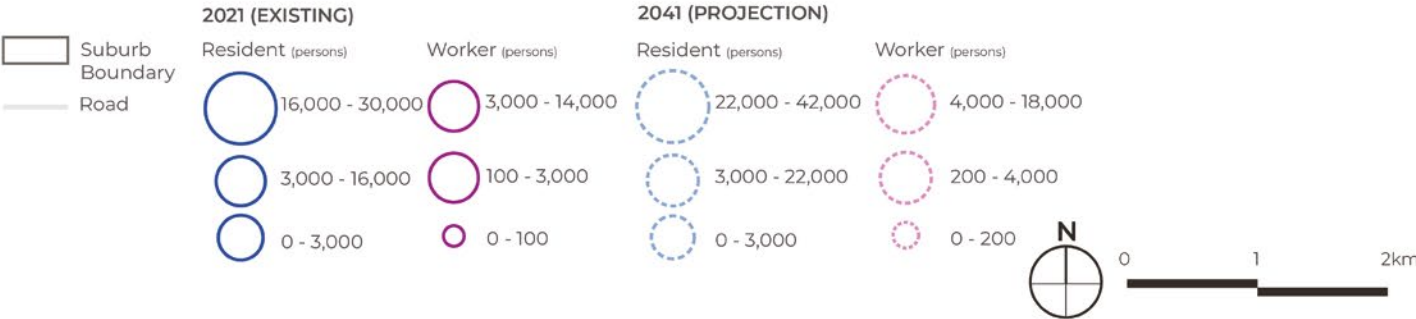 2021 (EXISTING)
2041 (PROJECTION)
Suburb
Boundary
Road
Resident (persons)
16,000 - 30,000
3,000 - 16,000
0 - 3,000
Worker (persons)
3,000 - 14,000
100 - 3,000
0 - 100
Resident (persons)
22,000 - 42,000
3,000 - 22,000
0 - 3,000
Worker (persons)
4,000 - 18,000
200 - 4,000
0 - 200
N
0 1 2km